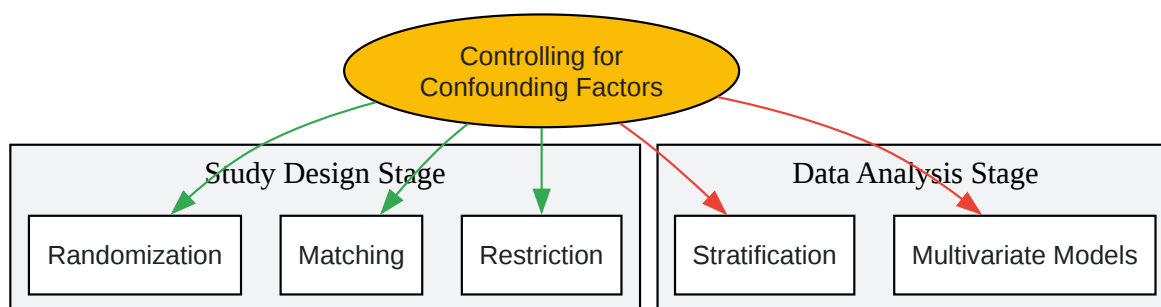 Controlling for
Confounding Factors
Study Design Stage
Data Analysis Stage
Randomization
Matching
Restriction
Stratification
Multivariate Models